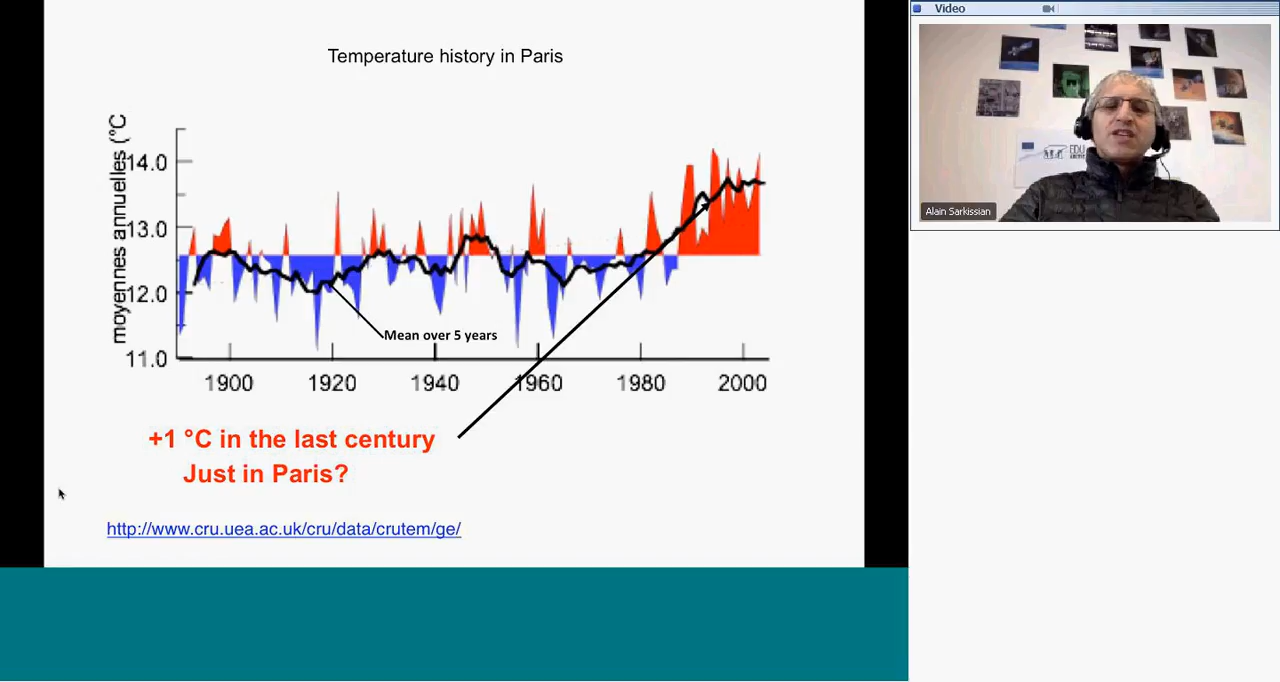 Temperature history in Paris
moyennes annuelles (°C
14.0
13.0
12.0
11.0
Mean over 5 years
1900 1920 1940 1960 1980 2000
+1 °C in the last century
Just in Paris?
http://www.cru.uea.ac.uk/cru/data/crutem/ge/
Video
EDU
Alain Sarkissian